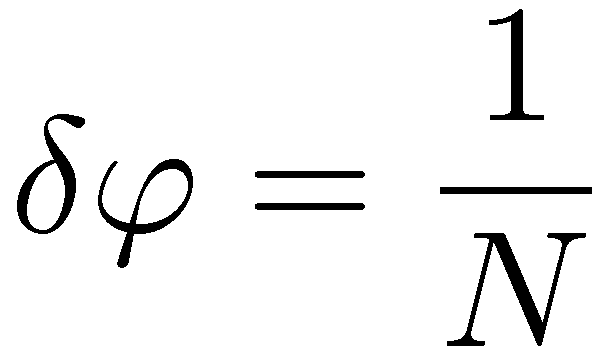 δφ = 1/N